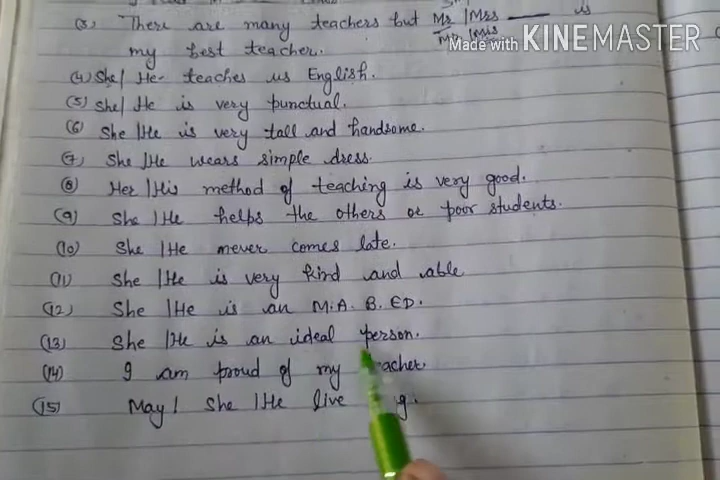 (3) There are many teachers but Mr |Mrs ___ is
Made with KINEMASTER
my best teacher.
(4) She| He teaches us English.
(5) She| He is very punctual.
(6) She |He is very tall and handsome.
(7) She |He wears simple dress.
(8) Her |His method of teaching is very good.
(9) She |He helps the others or poor students.
(10) She |He never comes late.
(11) She |He is very kind and able
(12) She |He is an M.A. B.ED.
(13) She |He is an ideal person.
(14) I am proud of my
(15) May| She |He live